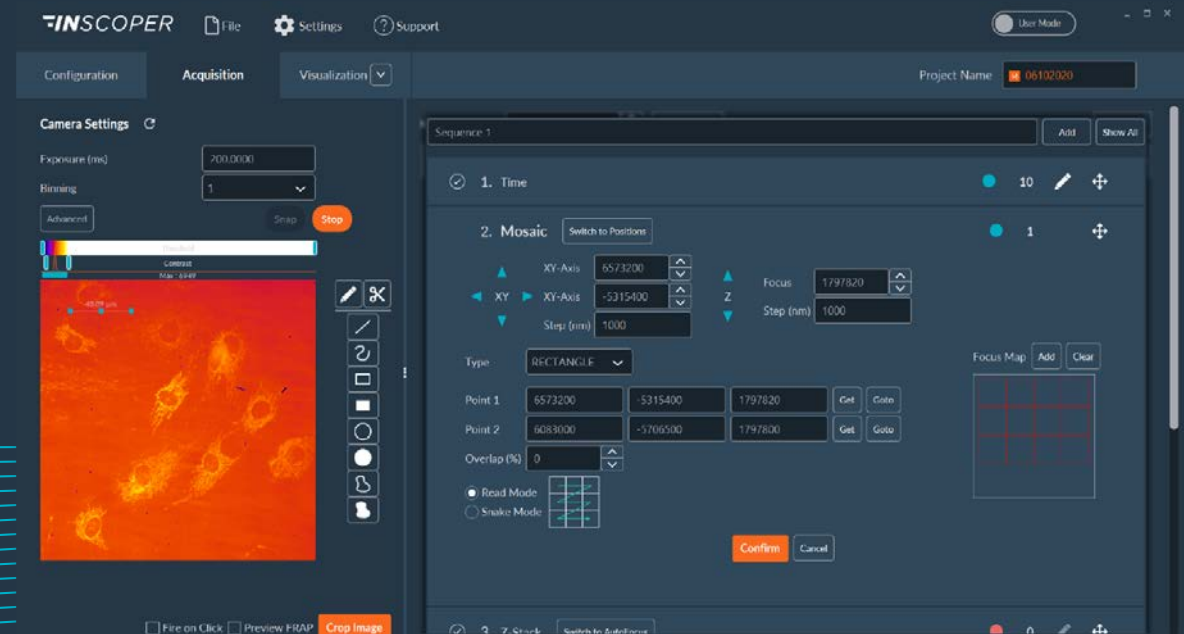 INSCOPER File Settings ? Support User Mode
Configuration Acquisition Visualization Project Name 06102020
Camera Settings
Sequence 1 Add Show All
Exposure (ms) 200.0000
Binning 1
1. Time 10
Advanced Snap Stop
2. Mosaic Switch to Positions 1
Contrast
XY-Axis 6573200
Focus 1797820
XY XY-Axis -5315400 Z
Step (nm) 1000
Step (nm) 1000
Type RECTANGLE
Focus Map Add Clear
Point 1 6573200 -5315400 1797820 Get Goto
Point 2 6083000 -5706500 1797800 Get Goto
Overlap (%) 0
Read Mode
Snake Mode
Confirm Cancel
Fire on Click Preview FRAP Crop Image
3. Z-Stack Switch to AutoFocus 0